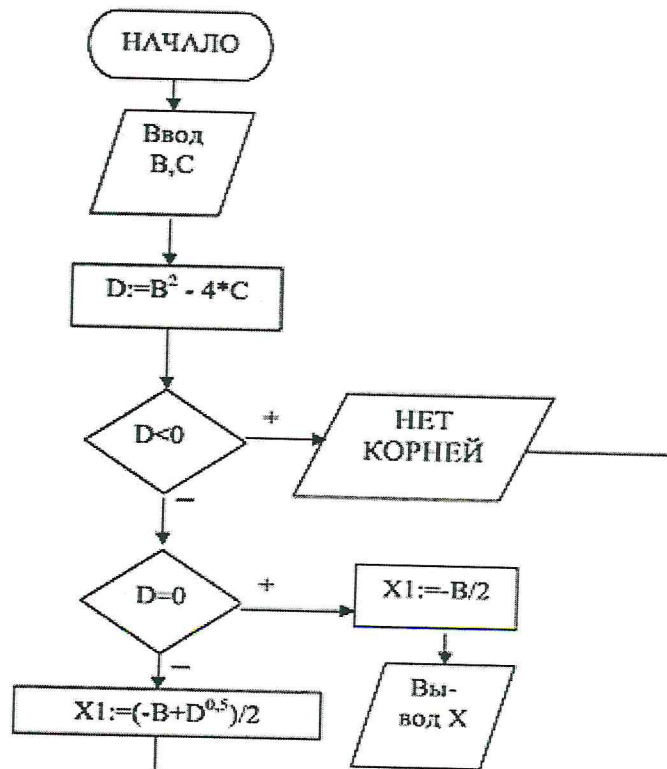 НАЧАЛО
Ввод
В,С
D:=B² - 4*C
D<0
+
НЕТ
КОРНЕЙ
–
D=0
+
X1:=-B/2
–
X1:=(-B+D⁰,⁵)/2
Вы-
вод X